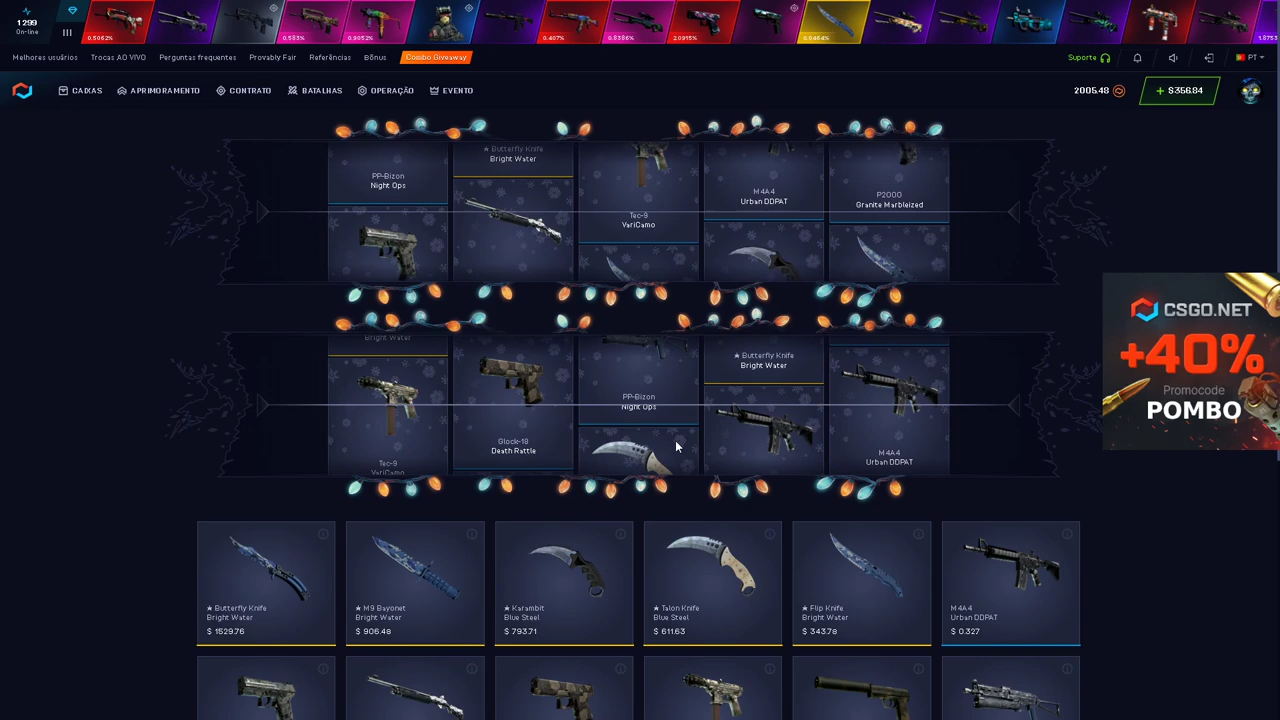 1299
On-line
0.5062%
0.583%
0.9052%
0.407%
0.8386%
2.0915%
0.0464%
1.8753
Melhores usuários
Trocas AO VIVO
Perguntas frequentes
Provably Fair
Referências
Bônus
Combo Giveaway
Suporte
PT
CAIXAS
APRIMORAMENTO
CONTRATO
BATALHAS
OPERAÇÃO
EVENTO
2005.48
+ $356.84
PP-Bizon
Night Ops
★ Butterfly Knife
Bright Water
Tec-9
VariCamo
M4A4
Urban DDPAT
P2000
Granite Marbleized
Bright Water
Tec-9
VariCamo
Glock-18
Death Rattle
PP-Bizon
Night Ops
★ Butterfly Knife
Bright Water
M4A4
Urban DDPAT
CSGO.NET
+40%
Promocode
POMBO
★ Butterfly Knife
Bright Water
$ 1529.76
★ M9 Bayonet
Bright Water
$ 906.48
★ Karambit
Blue Steel
$ 793.71
★ Talon Knife
Blue Steel
$ 611.63
★ Flip Knife
Bright Water
$ 343.78
M4A4
Urban DDPAT
$ 0.327